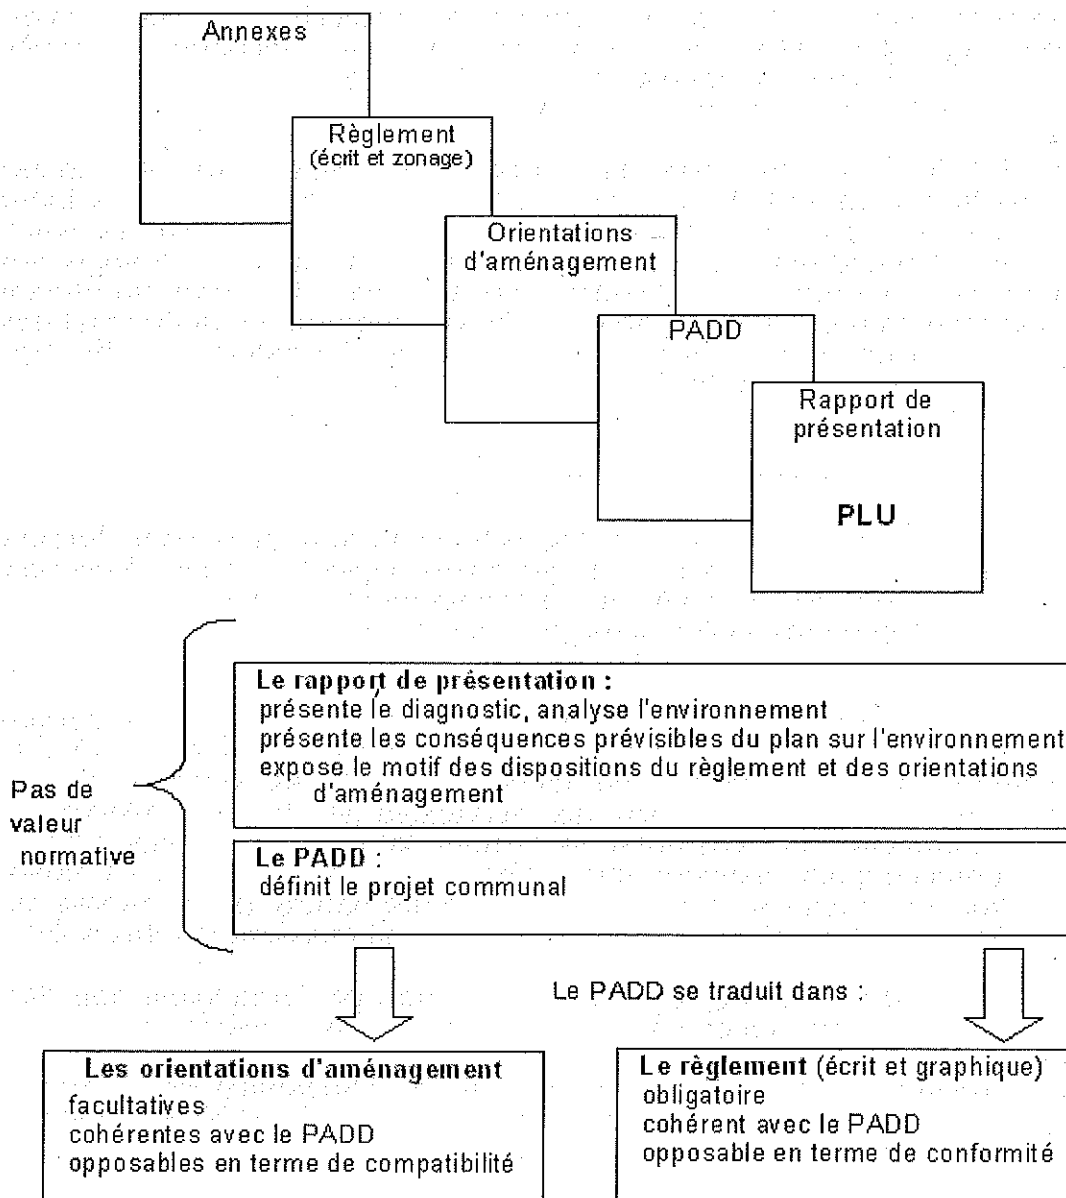 Annexes
Règlement
(écrit et zonage)
Orientations
d'aménagement
PADD
Rapport de
présentation
PLU
Le rapport de présentation :
présente le diagnostic, analyse l'environnement
présente les conséquences prévisibles du plan sur l'environnement
expose le motif des dispositions du règlement et des orientations
d'aménagement
Pas de
valeur
normative
Le PADD :
définit le projet communal
Le PADD se traduit dans :
Les orientations d'aménagement
facultatives
cohérentes avec le PADD
opposables en terme de compatibilité
Le règlement (écrit et graphique)
obligatoire
cohérent avec le PADD
opposable en terme de conformité